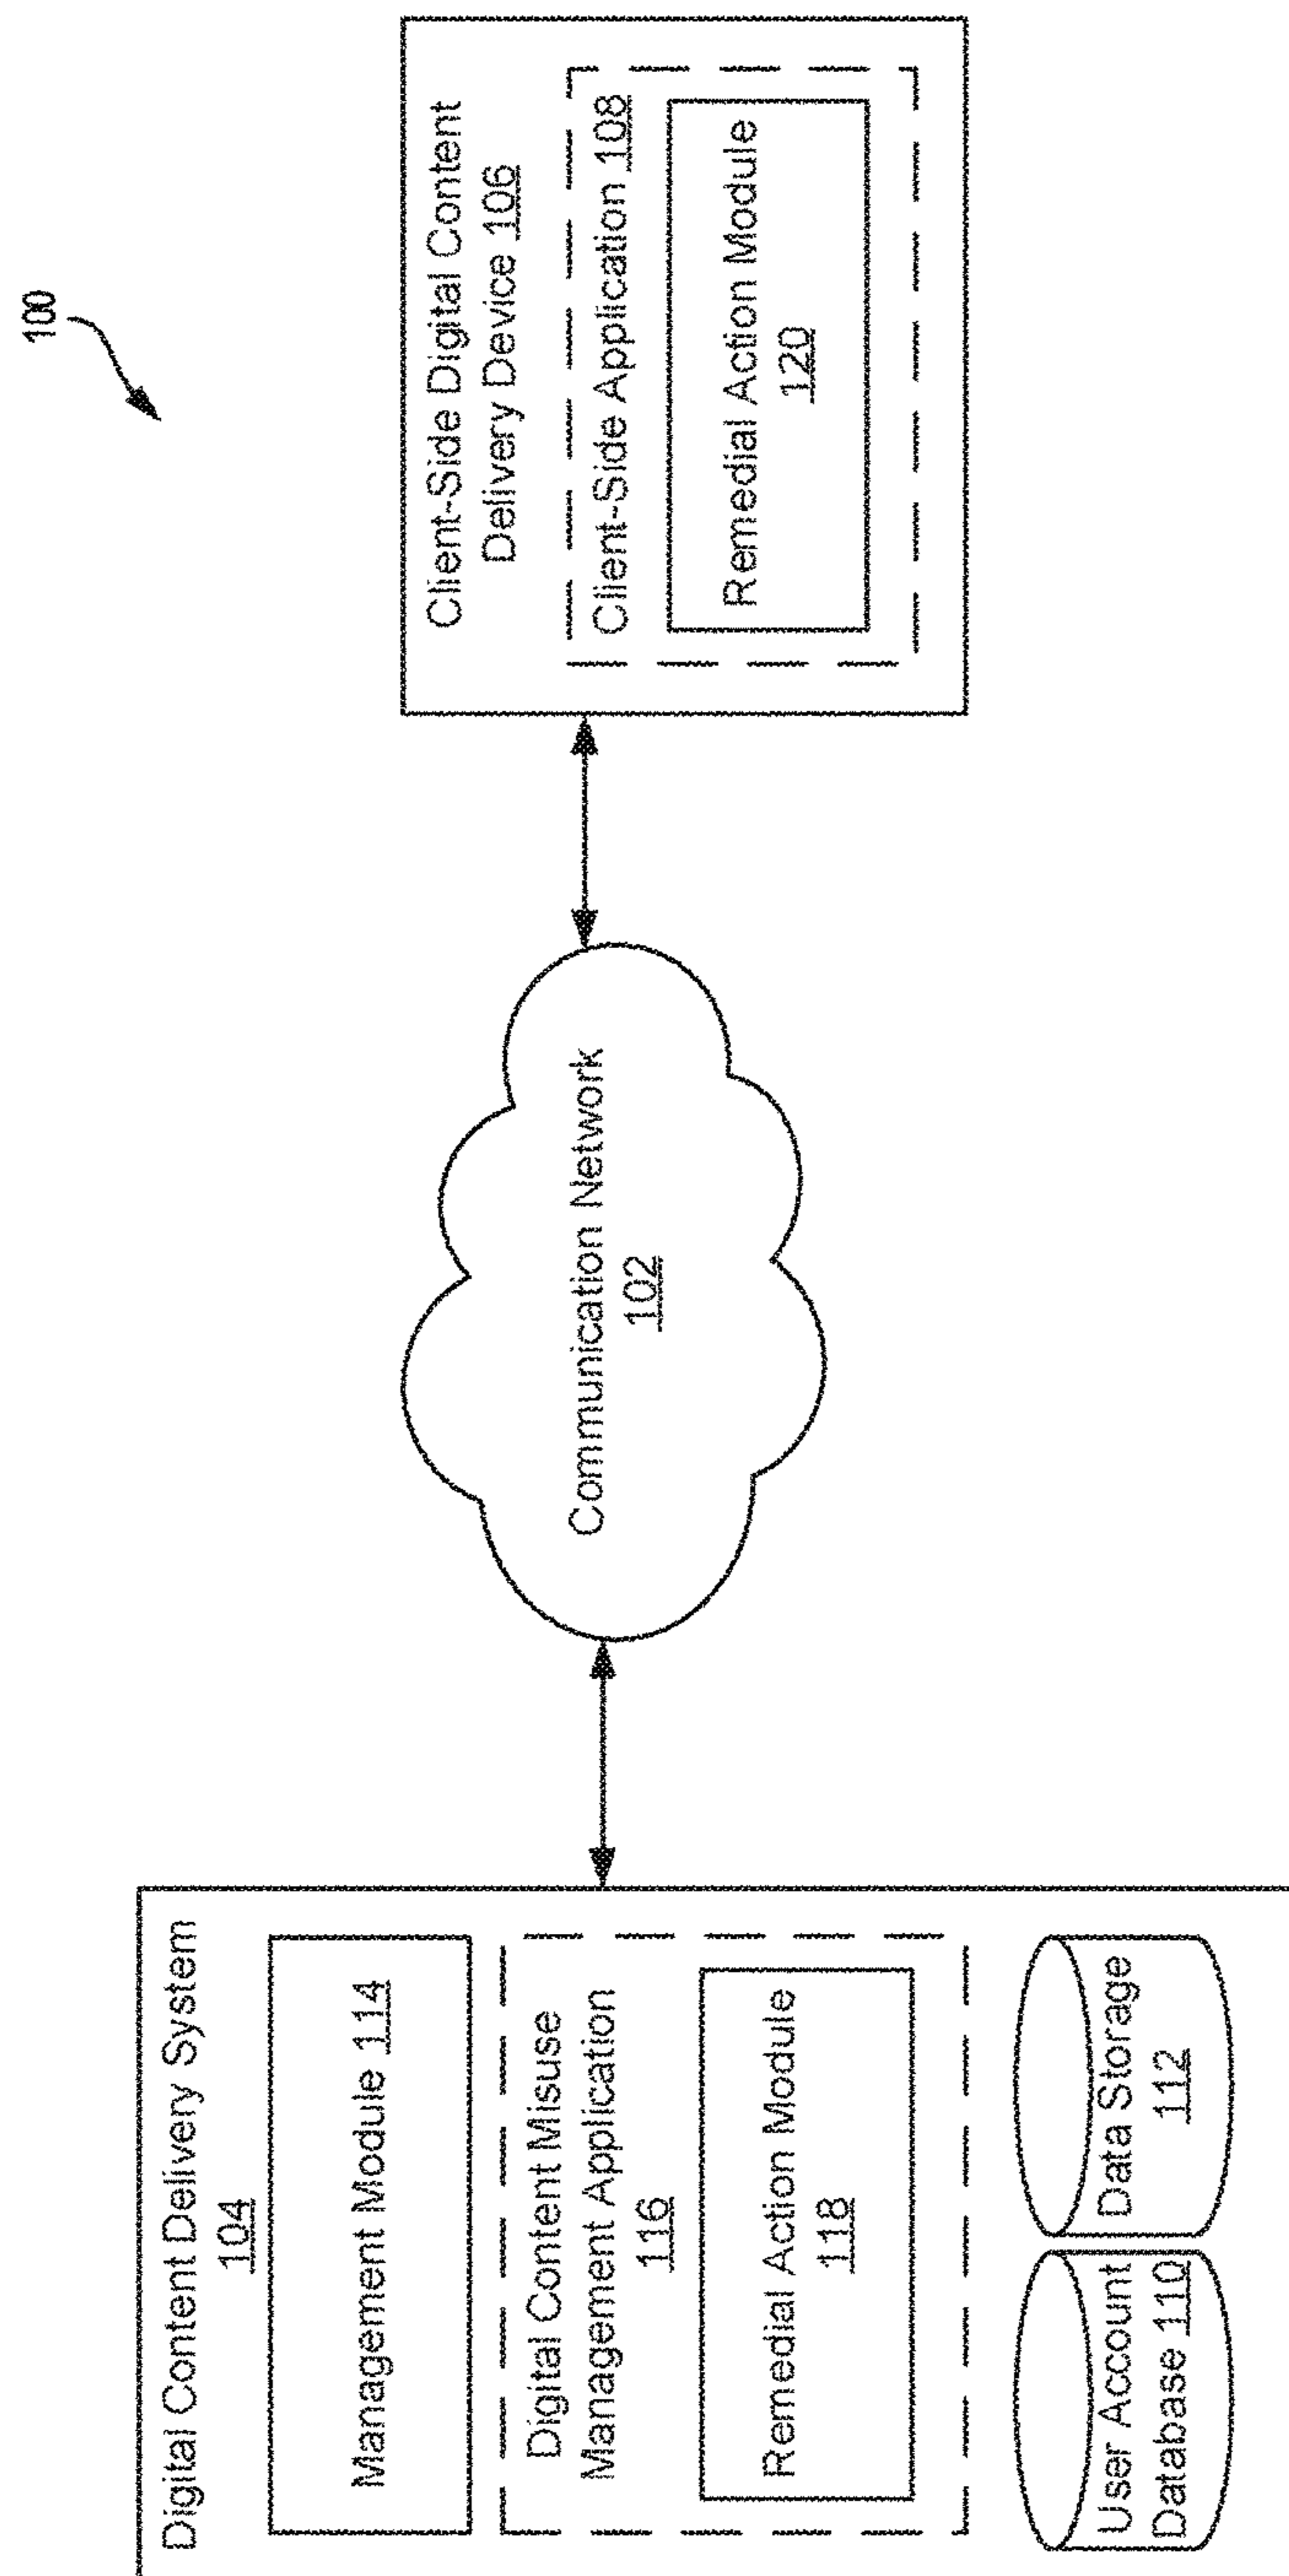 100
Digital Content Delivery System
104
Management Module 114
Digital Content Misuse
Management Application
116
Remedial Action Module
118
User Account
Database 110
Data Storage
112
Communication Network
102
Client-Side Digital Content
Delivery Device 106
Client-Side Application 108
Remedial Action Module
120